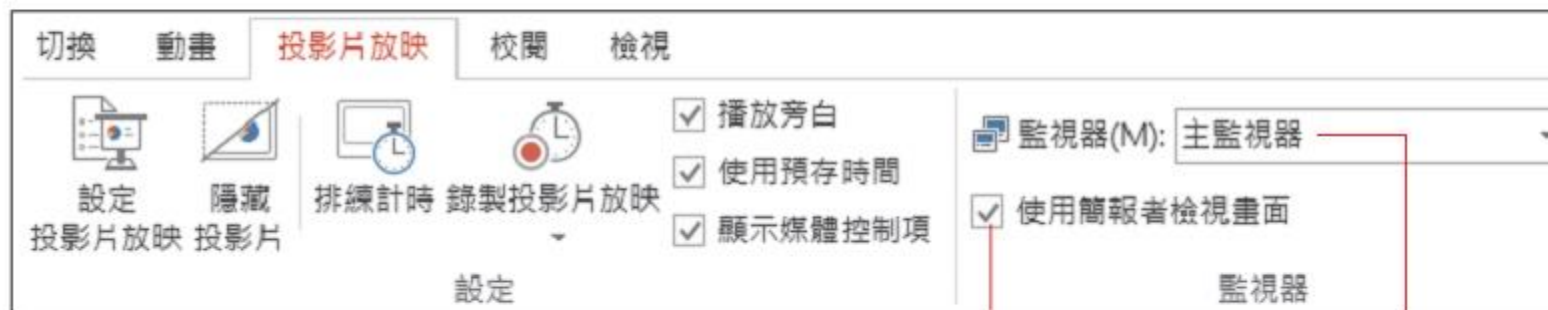 切換 動畫 投影片放映 校閱 檢視
設定
投影片放映
隱藏
投影片
排練計時
錄製投影片放映
播放旁白
使用預存時間
顯示媒體控制項
設定
監視器(M): 主監視器
使用簡報者檢視畫面
監視器